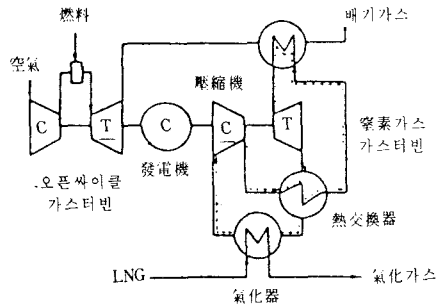 燃料
배기가스
空氣
壓縮機
C
T
C
C
T
窒素가스
가스터빈
發電機
오픈싸이클
가스터빈
熱交換器
LNG
氣化가스
氣化器